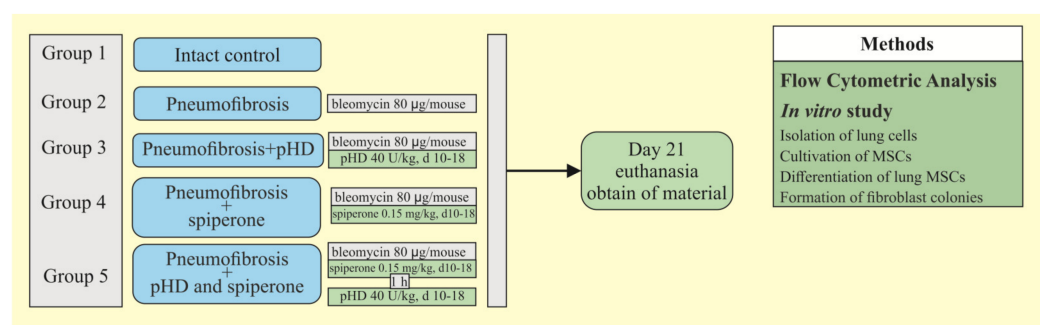 Group 1
Intact control
Group 2
Pneumofibrosis
bleomycin 80 µg/mouse
Group 3
Pneumofibrosis+pHD
bleomycin 80 µg/mouse
pHD 40 U/kg, d 10-18
Group 4
Pneumofibrosis
+
spiperone
bleomycin 80 µg/mouse
spiperone 0.15 mg/kg, d10-18
Group 5
Pneumofibrosis
+
pHD and spiperone
bleomycin 80 µg/mouse
spiperone 0.15 mg/kg, d10-18
1 h
pHD 40 U/kg, d 10-18
Day 21
euthanasia
obtain of material
Methods
Flow Cytometric Analysis
In vitro study
Isolation of lung cells
Cultivation of MSCs
Differentiation of lung MSCs
Formation of fibroblast colonies